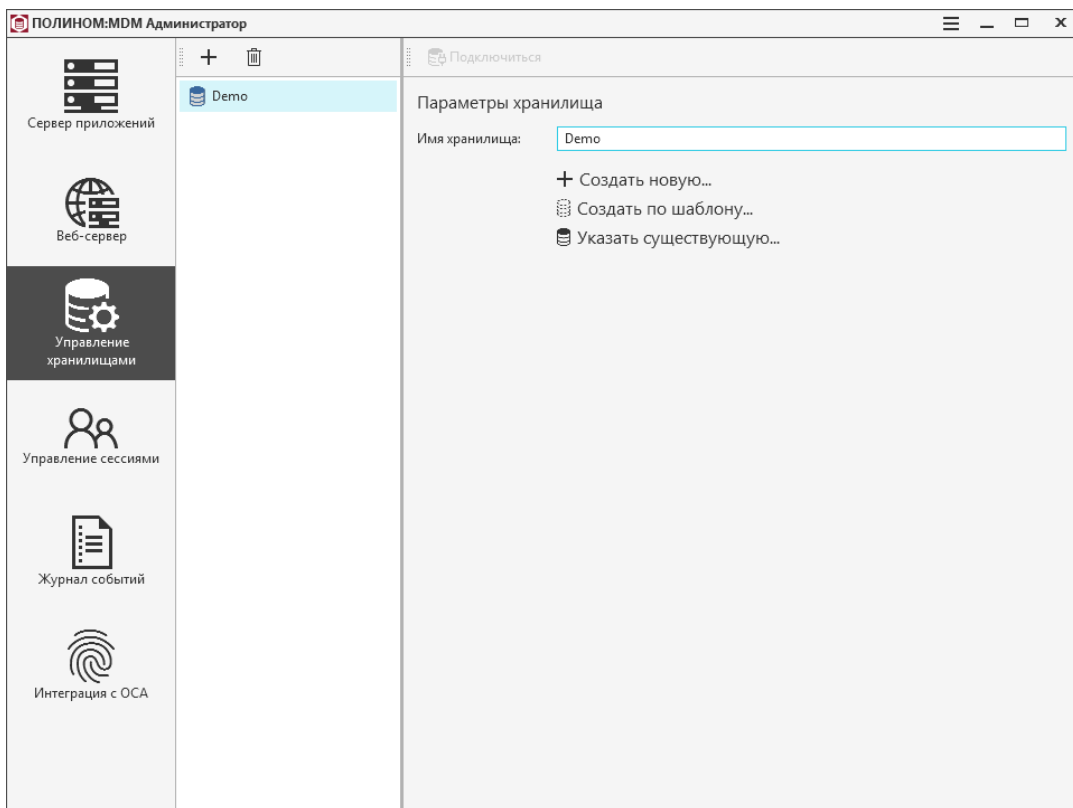 ПОЛИНОМ:MDM Администратор
Сервер приложений
Веб-сервер
Управление
хранилищами
Управление сессиями
Журнал событий
Интеграция с ОСА
Demo
Подключиться
Параметры хранилища
Имя хранилища: Demo
Создать новую...
Создать по шаблону...
Указать существующую...